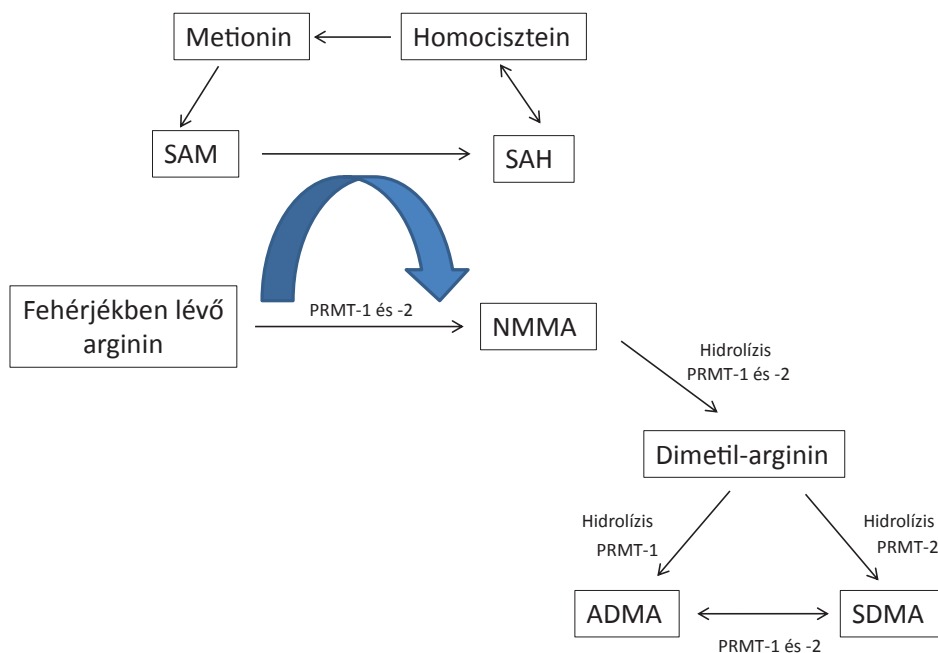 Metionin
Homocisztein
SAM
SAH
Fehérjékben lévő
arginin
PRMT-1 és -2
NMMA
Hidrolízis
PRMT-1 és -2
Dimetil-arginin
Hidrolízis
PRMT-1
Hidrolízis
PRMT-2
ADMA
SDMA
PRMT-1 és -2